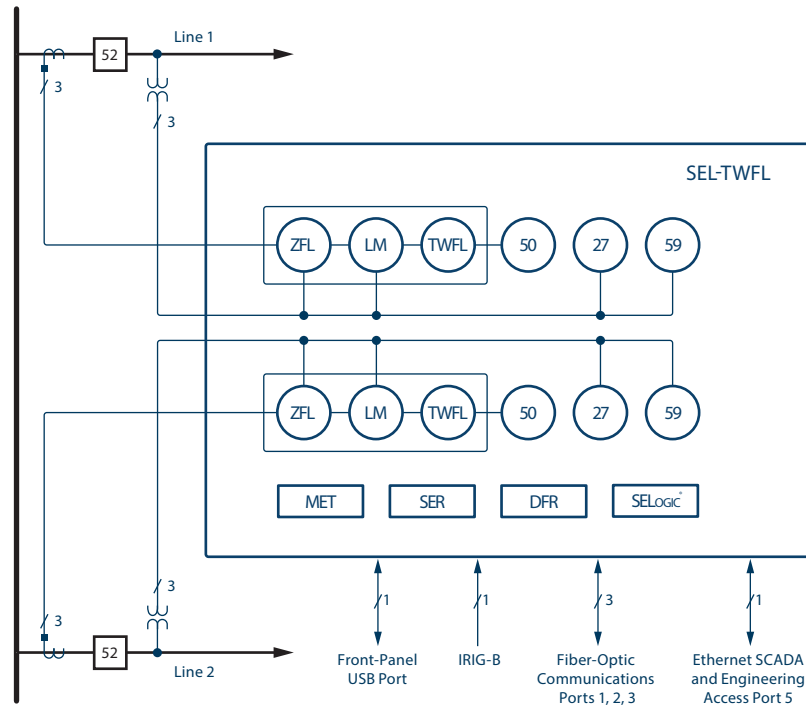 52
Line 1
3
3
SEL-TWFL
ZFL
LM
TWFL
50
27
59
ZFL
LM
TWFL
50
27
59
MET
SER
DFR
SELOGIC®
3
3
52
Line 2
1
1
3
1
Front-Panel
USB Port
IRIG-B
Fiber-Optic
Communications
Ports 1, 2, 3
Ethernet SCADA
and Engineering
Access Port 5